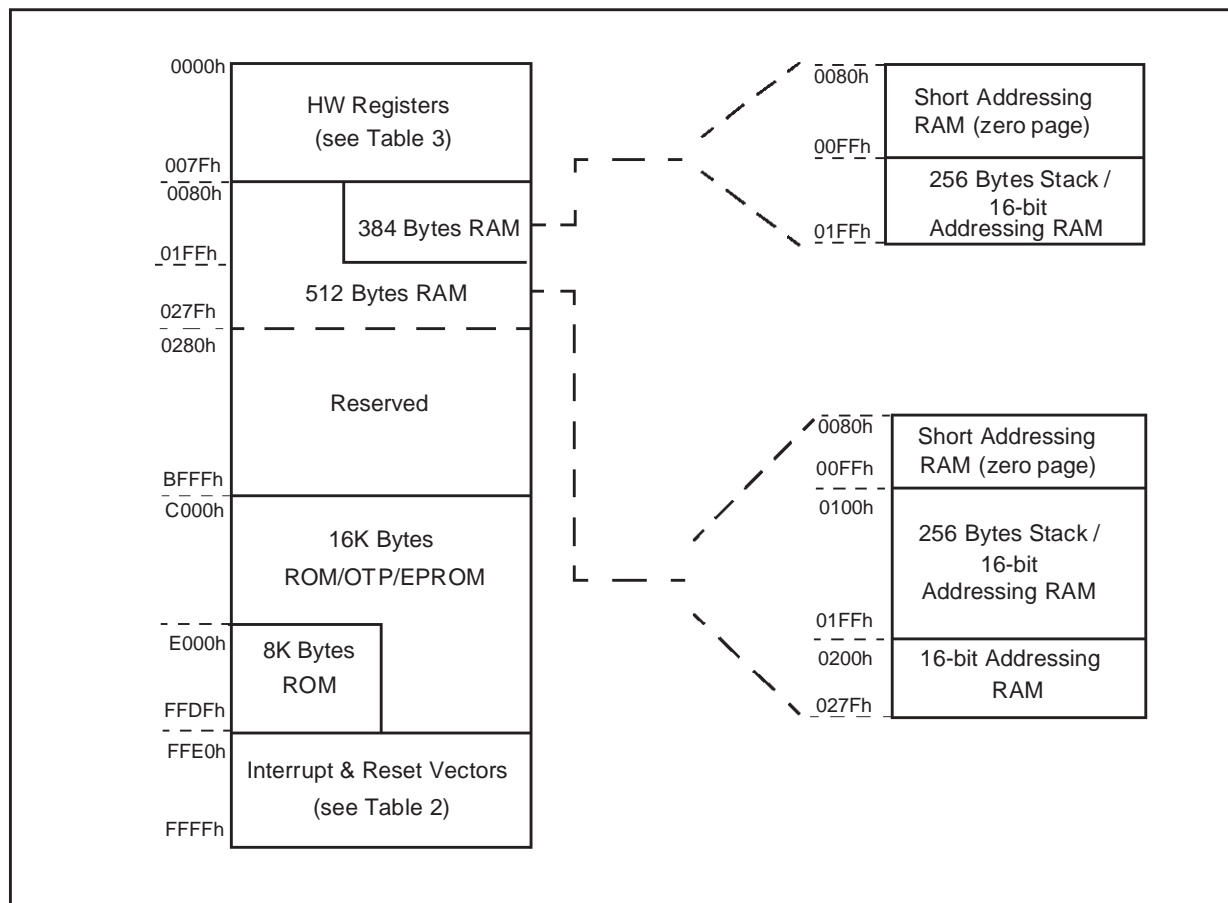 0000h
HW Registers
(see Table 3)
007Fh
0080h
384 Bytes RAM
01FFh
512 Bytes RAM
027Fh
0280h
Reserved
BFFFh
C000h
16K Bytes
ROM/OTP/EPROM
E000h
8K Bytes
ROM
FFDFh
FFE0h
Interrupt & Reset Vectors
(see Table 2)
FFFFh
0080h
Short Addressing
RAM (zero page)
00FFh
256 Bytes Stack /
16-bit
Addressing RAM
01FFh
0080h
Short Addressing
RAM (zero page)
00FFh
0100h
256 Bytes Stack /
16-bit
Addressing RAM
01FFh
0200h
16-bit Addressing
RAM
027Fh